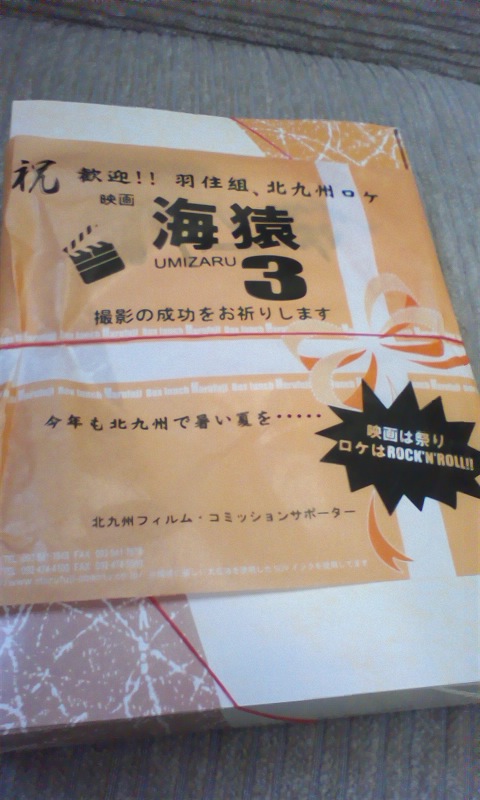 祝 歓迎!! 羽住組、北九州ロケ
映画 海猿
UMIZARU 3
撮影の成功をお祈りします
今年も北九州で暑い夏を・・・・・
映画は祭り
ロケはROCK'N'ROLL!!
北九州フィルム・コミッションサポーター